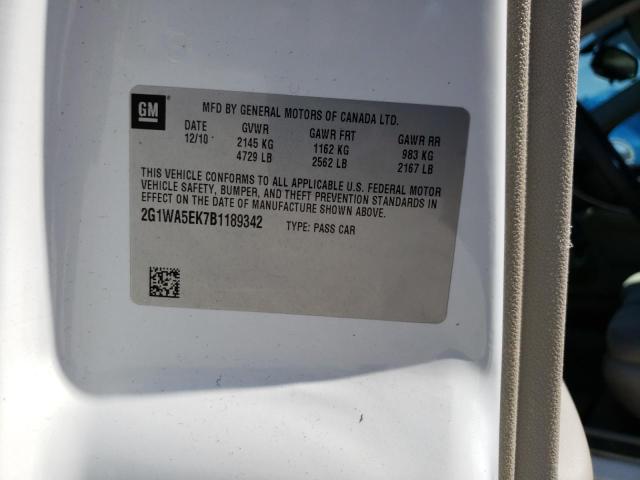 GM
MFD BY GENERAL MOTORS OF CANADA LTD.
DATE GVWR GAWR FRT GAWR RR
12/10 2145 KG 1162 KG 983 KG
4729 LB 2562 LB 2167 LB
THIS VEHICLE CONFORMS TO ALL APPLICABLE U.S. FEDERAL MOTOR
VEHICLE SAFETY, BUMPER, AND THEFT PREVENTION STANDARDS IN
EFFECT ON THE DATE OF MANUFACTURE SHOWN ABOVE.
2G1WA5EK7B1189342 TYPE: PASS CAR